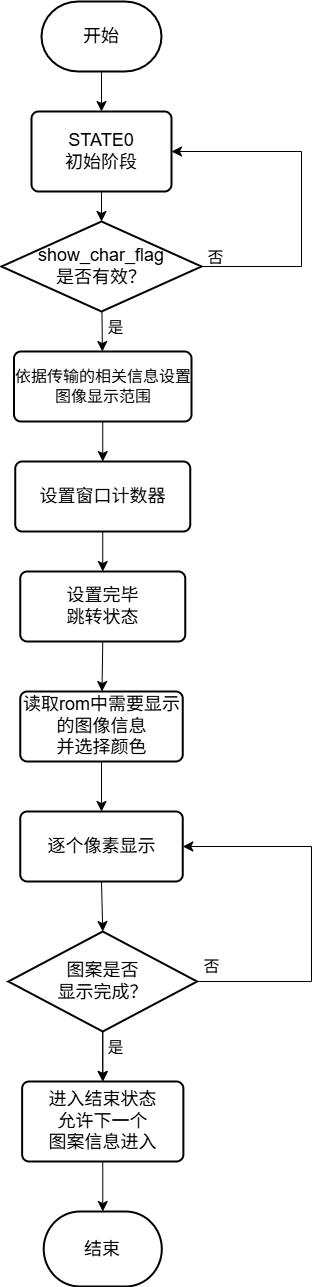 开始
STATE0
初始阶段
show_char_flag
是否有效?
否
是
依据传输的相关信息设置
图像显示范围
设置窗口计数器
设置完毕
跳转状态
读取rom中需要显示
的图像信息
并选择颜色
逐个像素显示
图案是否
显示完成?
否
是
进入结束状态
允许下一个
图案信息进入
结束